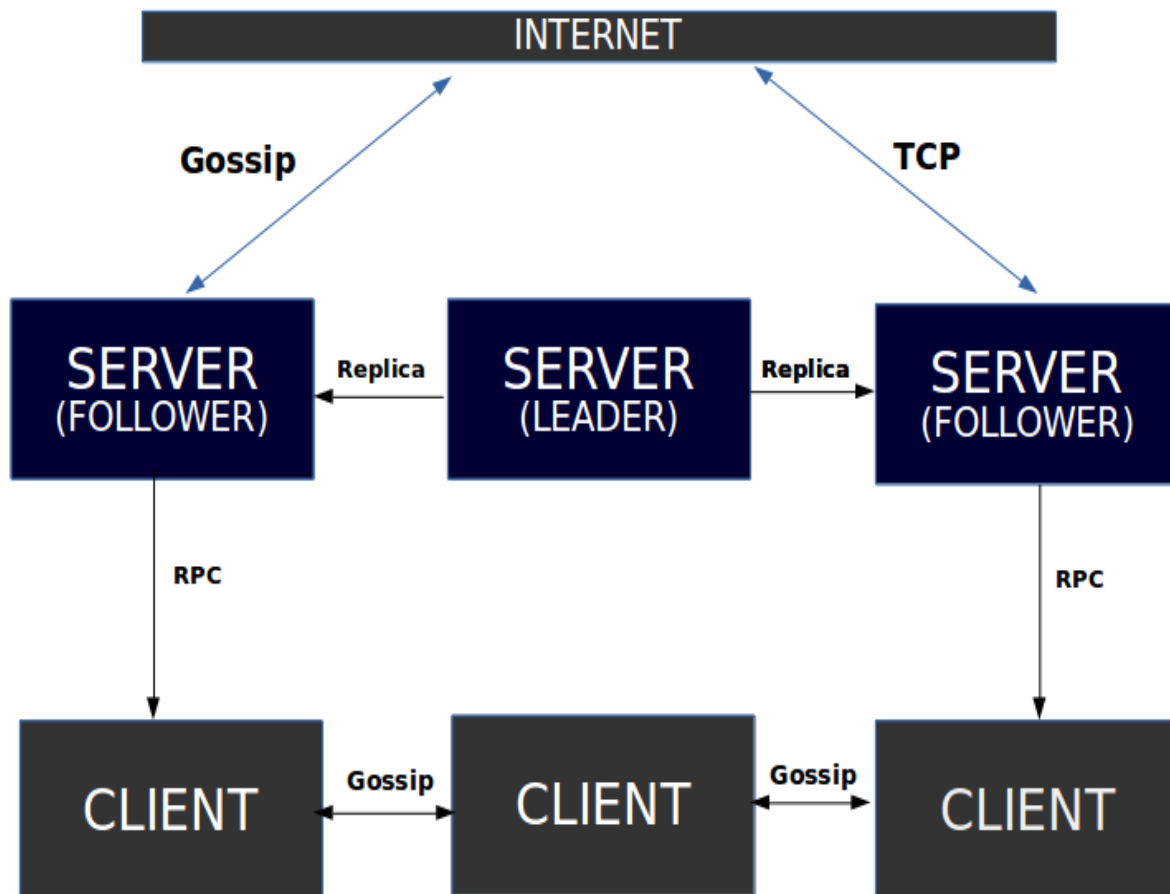 INTERNET
Gossip
TCP
SERVER
(FOLLOWER)
Replica
SERVER
(LEADER)
Replica
SERVER
(FOLLOWER)
RPC
RPC
CLIENT
Gossip
CLIENT
Gossip
CLIENT